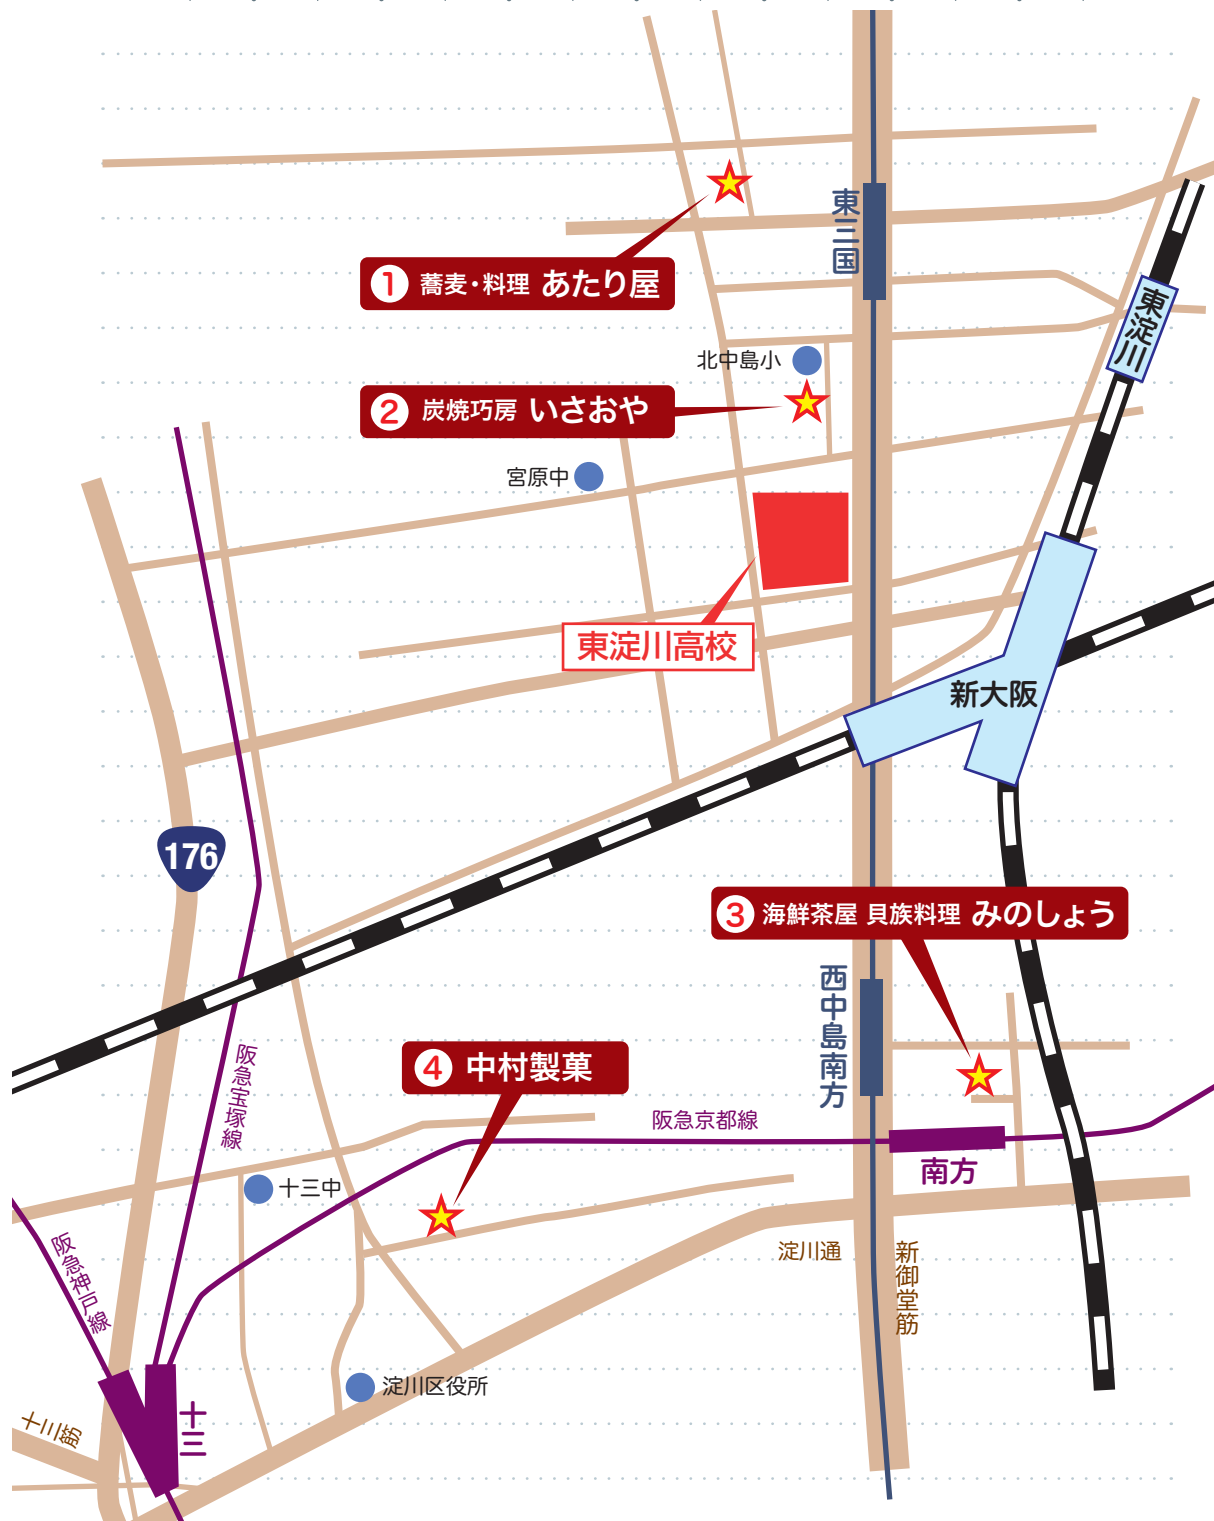 東三国
① 蕎麦・料理 あたり屋
東淀川
北中島小
② 炭焼巧房 いさおや
宮原中
東淀川高校
新大阪
176
③ 海鮮茶屋 貝族料理 みのしょう
西中島南方
④ 中村製菓
阪急宝塚線
阪急京都線
南方
十三中
淀川通
新御堂筋
阪急神戸線
淀川区役所
十三
十三筋